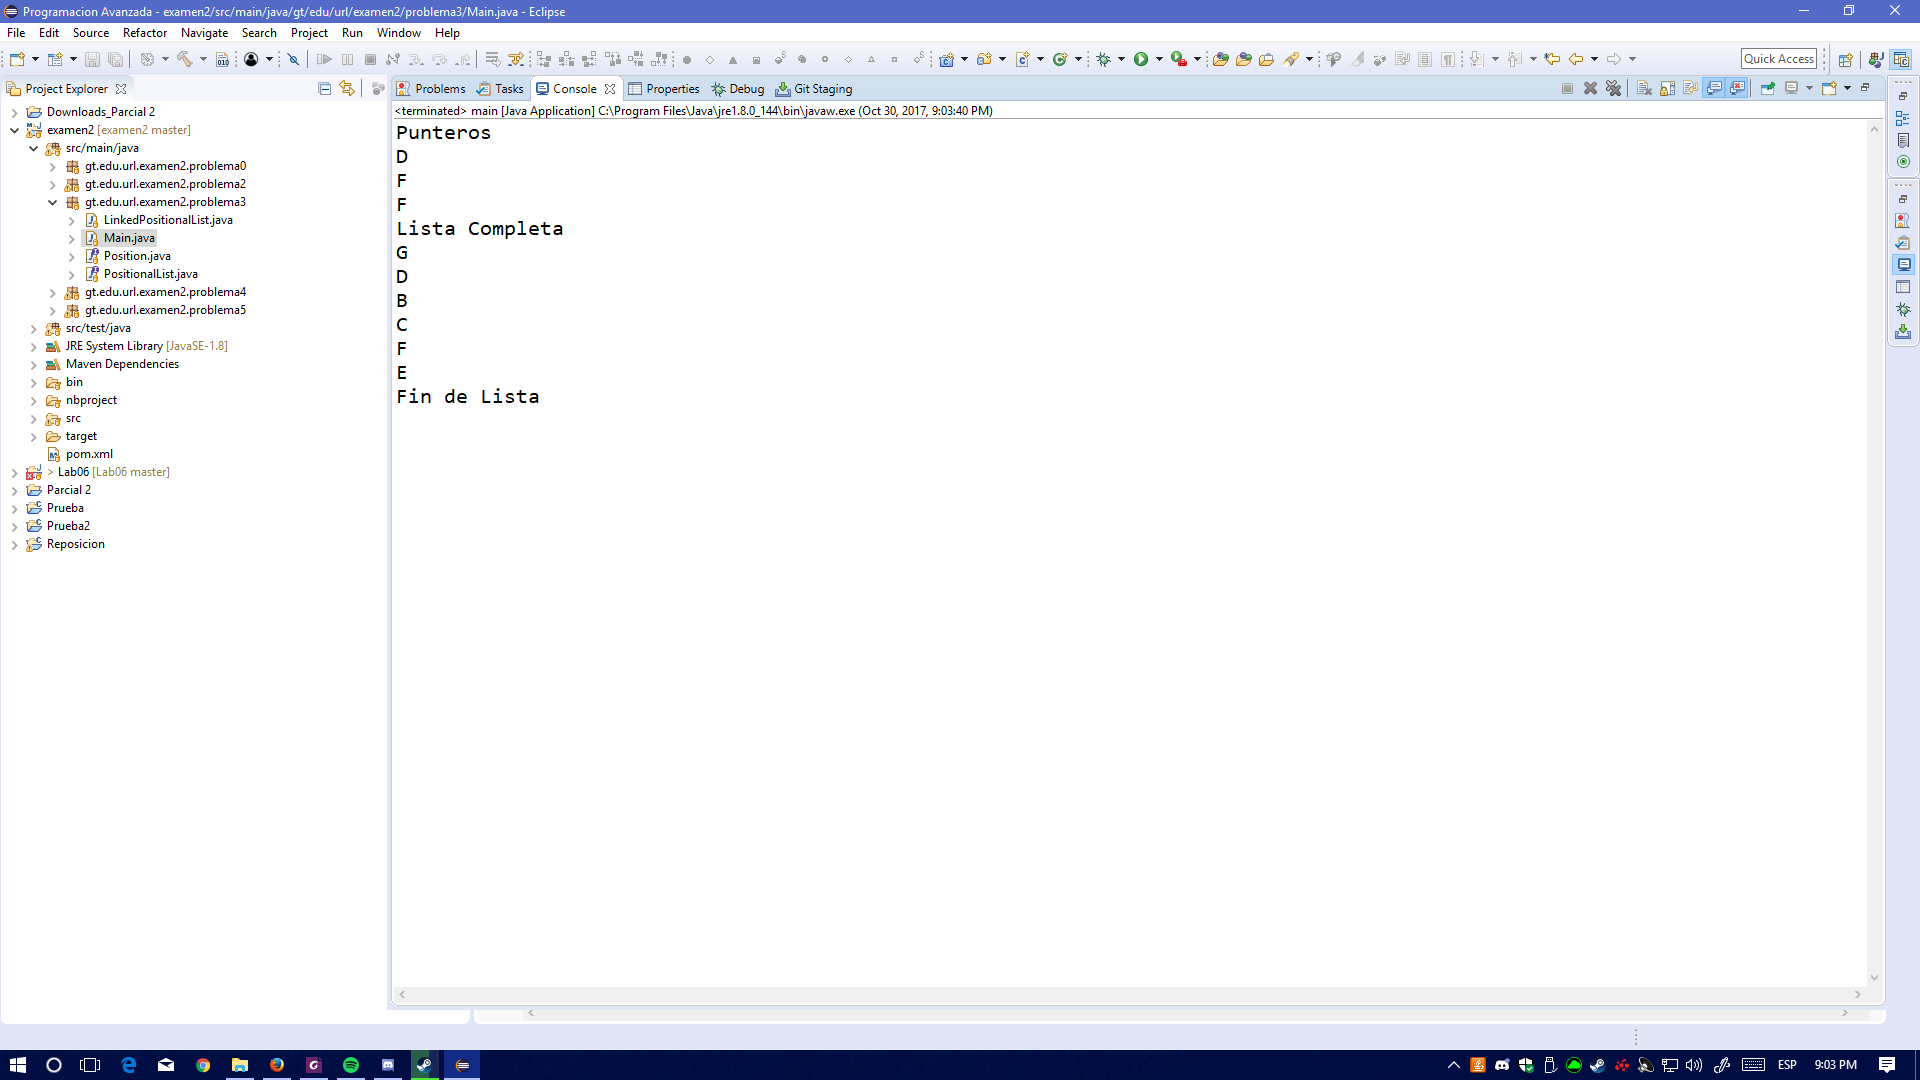 Programacion Avanzada - examen2/src/main/java/gt/edu/url/examen2/problema3/Main.java - Eclipse
File Edit Source Refactor Navigate Search Project Run Window Help
Quick Access
Project Explorer
Problems Tasks Console Properties Debug Git Staging
<terminated> main [Java Application] C:\Program Files\Java\jre1.8.0_144\bin\javaw.exe (Oct 30, 2017, 9:03:40 PM)
Downloads_Parcial 2
examen2 [examen2 master]
src/main/java
gt.edu.url.examen2.problema0
gt.edu.url.examen2.problema2
gt.edu.url.examen2.problema3
LinkedPositionalList.java
Main.java
Position.java
PositionalList.java
gt.edu.url.examen2.problema4
gt.edu.url.examen2.problema5
src/test/java
JRE System Library [JavaSE-1.8]
Maven Dependencies
bin
nbproject
src
target
pom.xml
> Lab06 [Lab06 master]
Parcial 2
Prueba
Prueba2
Reposicion
Punteros
D
F
F
Lista Completa
G
D
B
C
F
E
Fin de Lista
ESP 9:03 PM